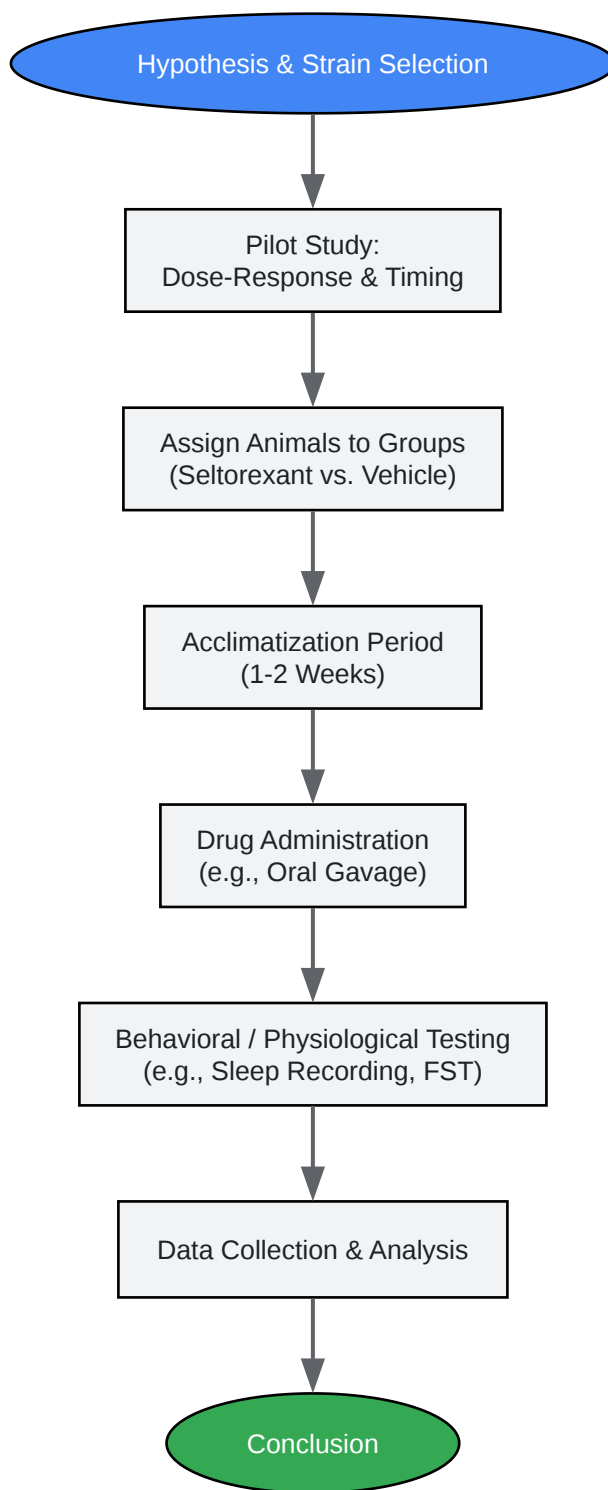 Hypothesis & Strain Selection
Pilot Study:
Dose-Response & Timing
Assign Animals to Groups
(Seltorexant vs. Vehicle)
Acclimatization Period
(1-2 Weeks)
Drug Administration
(e.g., Oral Gavage)
Behavioral / Physiological Testing
(e.g., Sleep Recording, FST)
Data Collection & Analysis
Conclusion